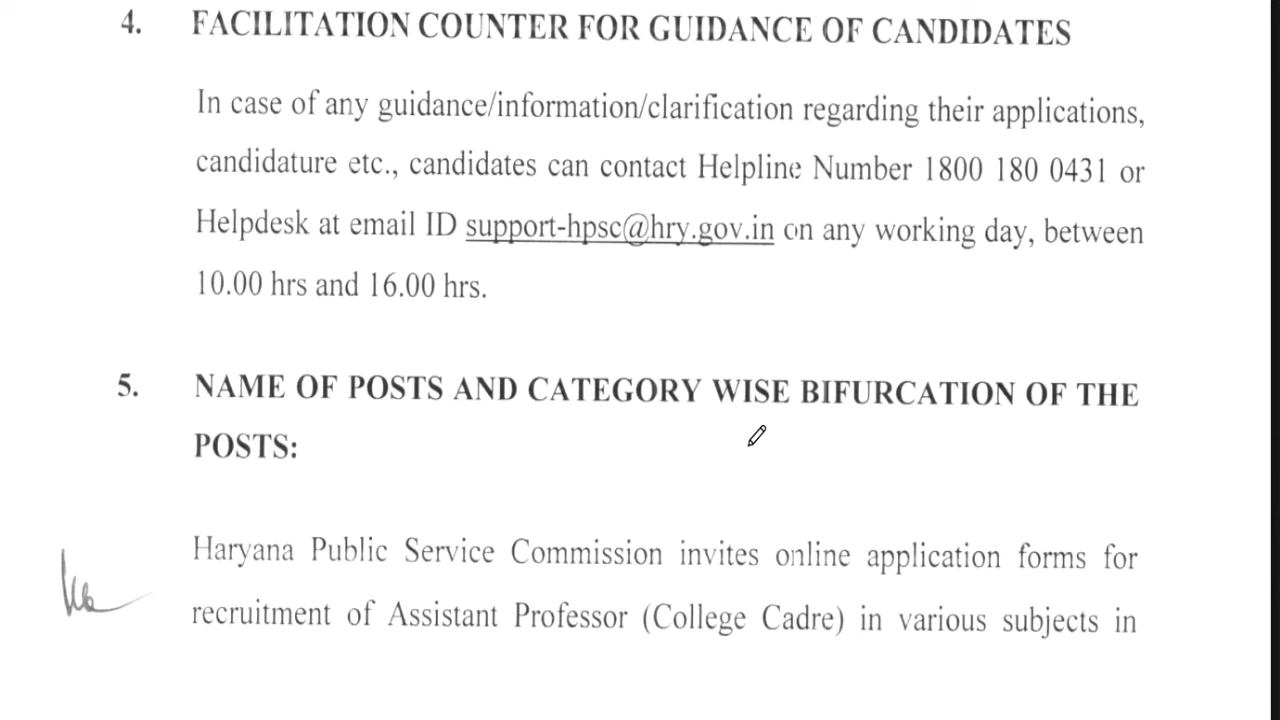 4. FACILITATION COUNTER FOR GUIDANCE OF CANDIDATES
In case of any guidance/information/clarification regarding their applications,
candidature etc., candidates can contact Helpline Number 1800 180 0431 or
Helpdesk at email ID support-hpsc@hry.gov.in on any working day, between
10.00 hrs and 16.00 hrs.
5. NAME OF POSTS AND CATEGORY WISE BIFURCATION OF THE
POSTS:
Haryana Public Service Commission invites online application forms for
recruitment of Assistant Professor (College Cadre) in various subjects in